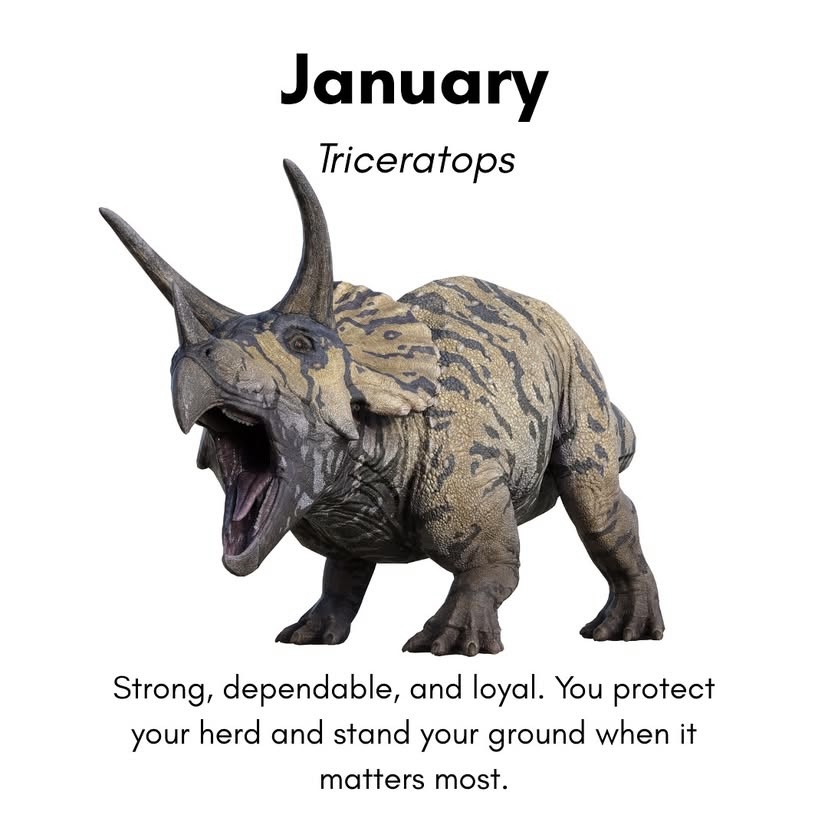 January
Triceratops
Strong, dependable, and loyal. You protect
your herd and stand your ground when it
matters most.